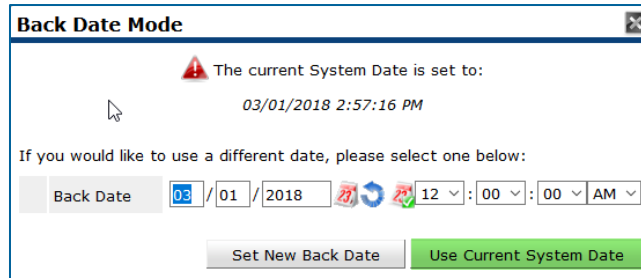 Back Date Mode
The current System Date is set to:
03/01/2018 2:57:16 PM
If you would like to use a different date, please select one below:
Back Date 03 / 01 / 2018 12 : 00 : 00 AM
Set New Back Date Use Current System Date